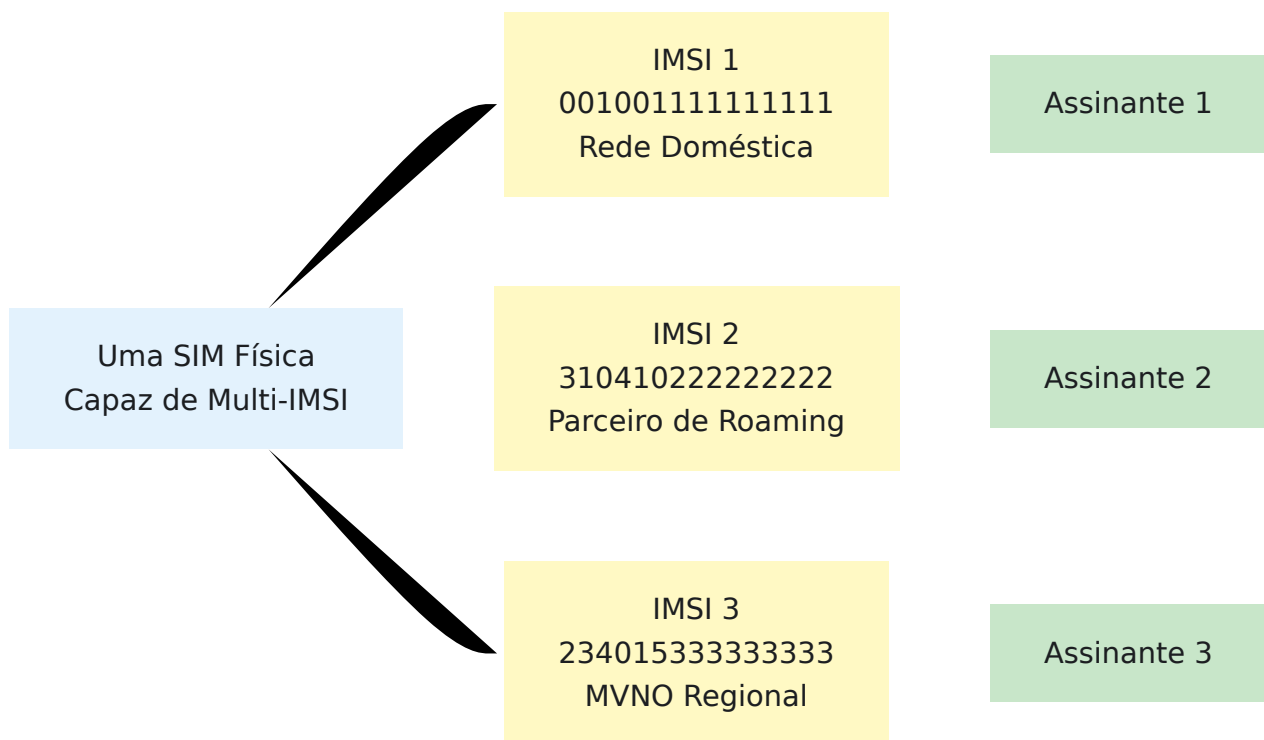 Uma SIM Física
Capaz de Multi-IMSI
IMSI 1
001001111111111
Rede Doméstica
Assinante 1
IMSI 2
310410222222222
Parceiro de Roaming
Assinante 2
IMSI 3
234015333333333
MVNO Regional
Assinante 3